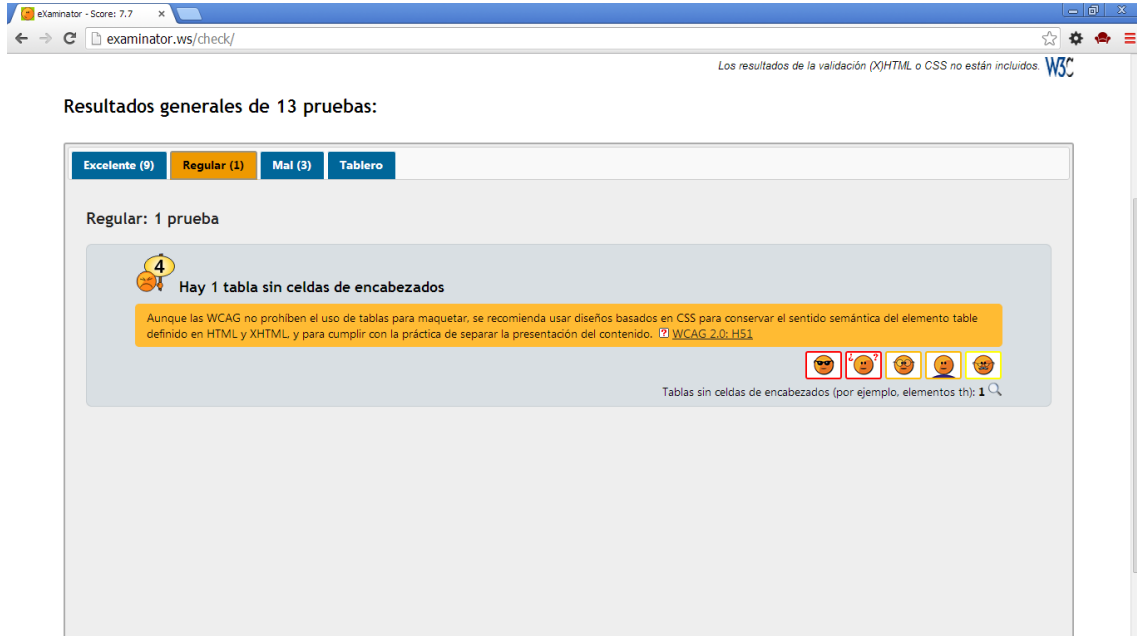 eXaminator - Score: 7.7
examinator.ws/check/
Los resultados de la validación (X)HTML o CSS no están incluidos. W3C
Resultados generales de 13 pruebas:
Excelente (9) Regular (1) Mal (3) Tablero
Regular: 1 prueba
4
Hay 1 tabla sin celdas de encabezados
Aunque las WCAG no prohíben el uso de tablas para maquetar, se recomienda usar diseños basados en CSS para conservar el sentido semántica del elemento table
definido en HTML y XHTML, y para cumplir con la práctica de separar la presentación del contenido. ? WCAG 2.0: H51
¿ ?
Tablas sin celdas de encabezados (por ejemplo, elementos th): 1